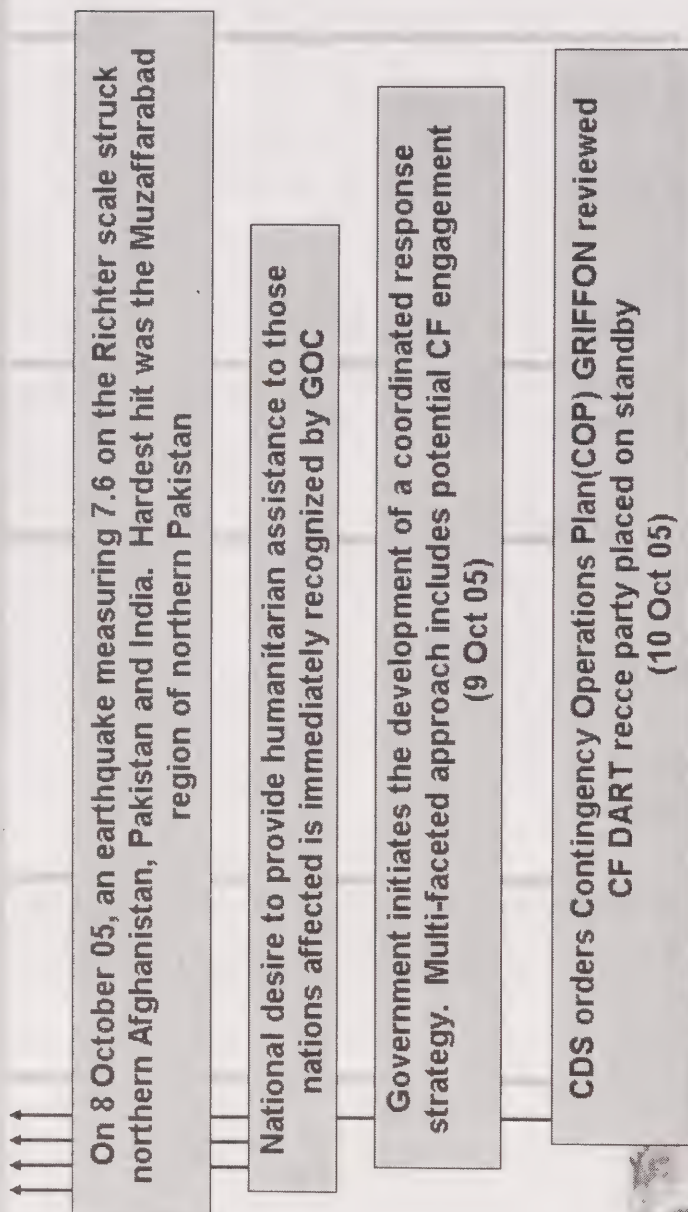 On 8 October 05, an earthquake measuring 7.6 on the Richter scale struck
northern Afghanistan, Pakistan and India. Hardest hit was the Muzaffarabad
region of northern Pakistan
National desire to provide humanitarian assistance to those
nations affected is immediately recognized by GOC
Government initiates the development of a coordinated response
strategy. Multi-faceted approach includes potential CF engagement
(9 Oct 05)
CDS orders Contingency Operations Plan(COP) GRIFFON reviewed
CF DART recce party placed on standby
(10 Oct 05)